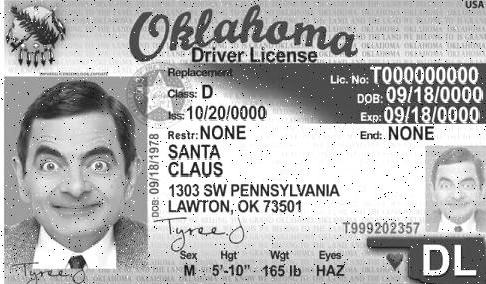 USA
Oklahoma
Driver License
Replacement
Lic. No: T000000000
Class: D
DOB: 09/18/0000
Iss: 10/20/0000
Exp: 09/18/0000
Restr: NONE
End: NONE
SANTA
CLAUS
1303 SW PENNSYLVANIA
LAWTON, OK 73501
DOB: 09/18/1978
T999202357
Tyree J
Sex Hgt Wgt Eyes
M 5'-10" 165 lb HAZ
Tyree J
DL